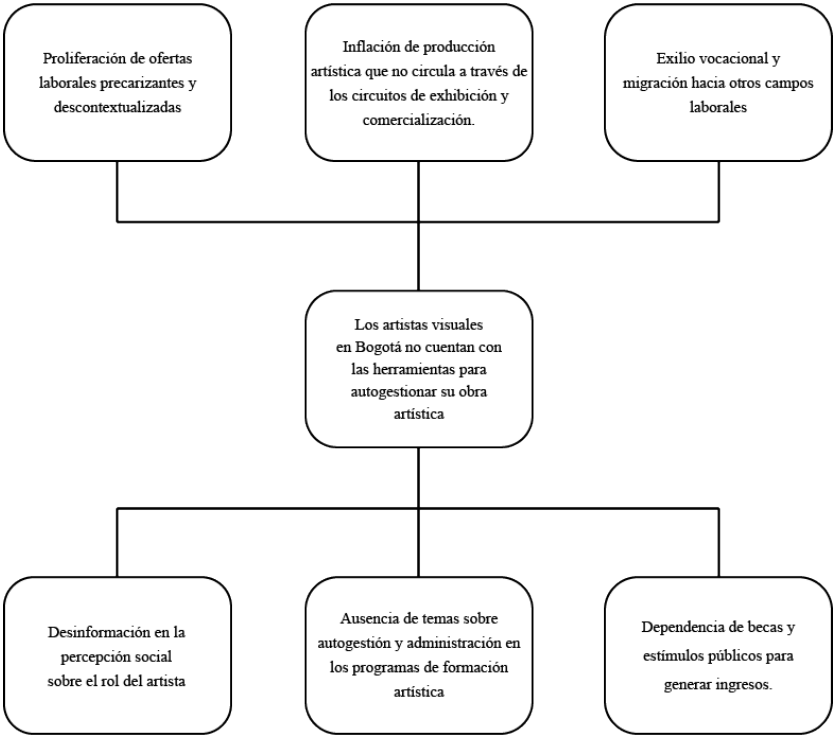 Proliferación de ofertas
laborales precarizantes y
descontextualizadas
Inflación de producción
artística que no circula a través de
los circuitos de exhibición y
comercialización.
Exilio vocacional y
migración hacia otros campos
laborales
Los artistas visuales
en Bogotá no cuentan con
las herramientas para
autogestionar su obra
artística
Desinformación en la
percepción social
sobre el rol del artista
Ausencia de temas sobre
autogestión y administración en
los programas de formación
artística
Dependencia de becas y
estímulos públicos para
generar ingresos.